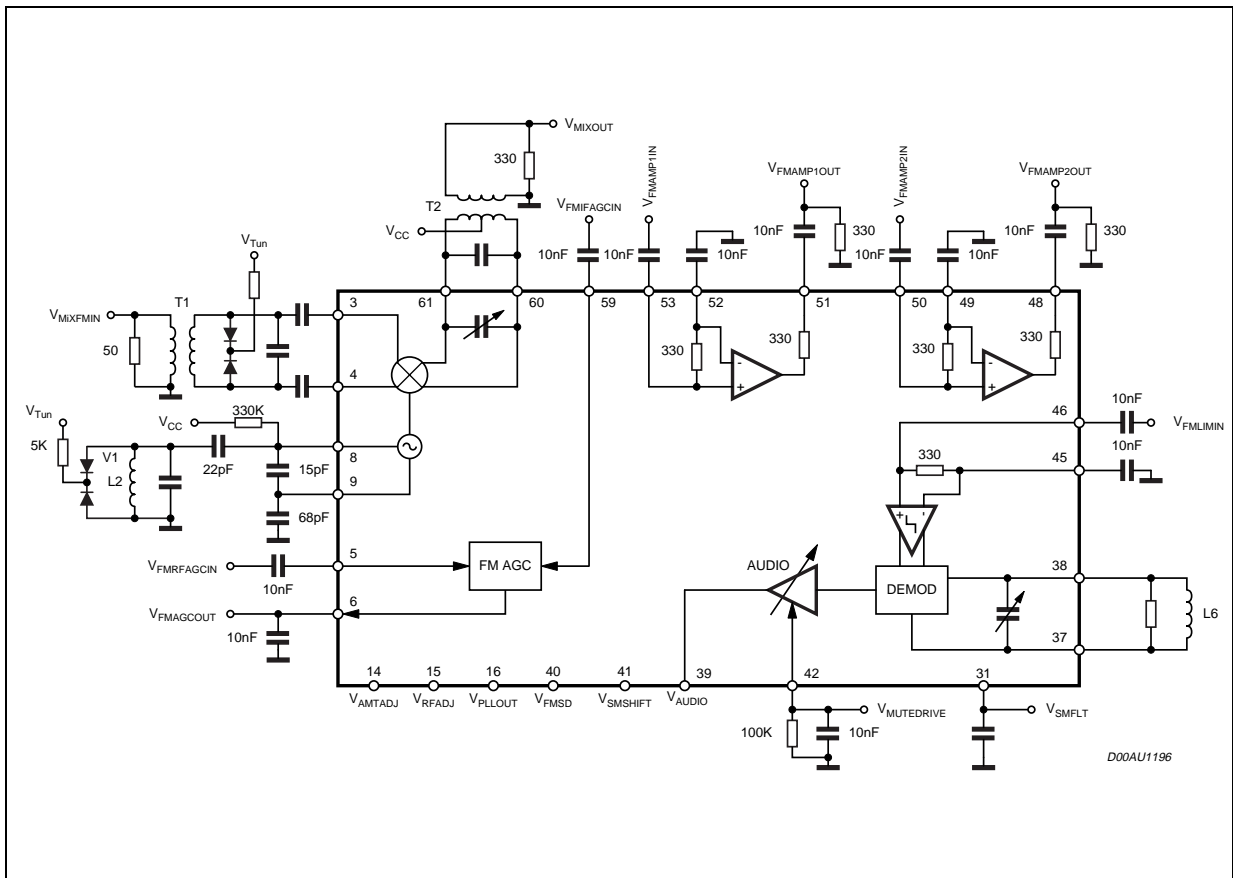 VMIXOUT
330
T2
VCC
VFMIFAGCIN
VFMAMP1IN
VFMAMP1OUT
VFMAMP2IN
VFMAMP2OUT
10nF
10nF
10nF
10nF
330
10nF
10nF
10nF
330
VTun
T1
VMiXFMIN
50
61
60
59
53
52
51
50
49
48
3
4
330
330
330
330
VTun
5K
V1
L2
VCC
330K
22pF
15pF
68pF
8
9
46
10nF
VFMLIMIN
45
10nF
330
+
-
-
+
-
+
VFMRFAGCIN
10nF
5
FM AGC
VFMAGCOUT
10nF
6
AUDIO
DEMOD
38
37
L6
14
15
16
40
41
39
42
31
VAMTADJ
VRFADJ
VPLLOUT
VFMSD
VSMSHIFT
VAUDIO
100K
10nF
VMUTEDRIVE
VSMFLT
D00AU1196